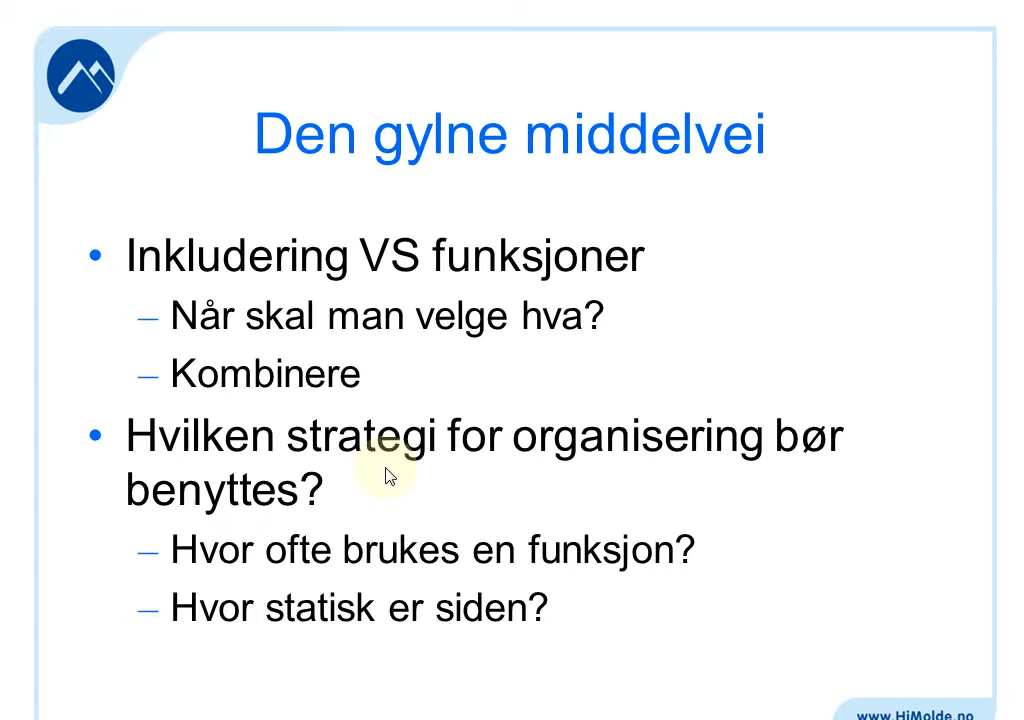 Den gylne middelvei
• Inkludering VS funksjoner
– Når skal man velge hva?
– Kombinere
• Hvilken strategi for organisering bør
benyttes?
– Hvor ofte brukes en funksjon?
– Hvor statisk er siden?
www.HiMolde.no